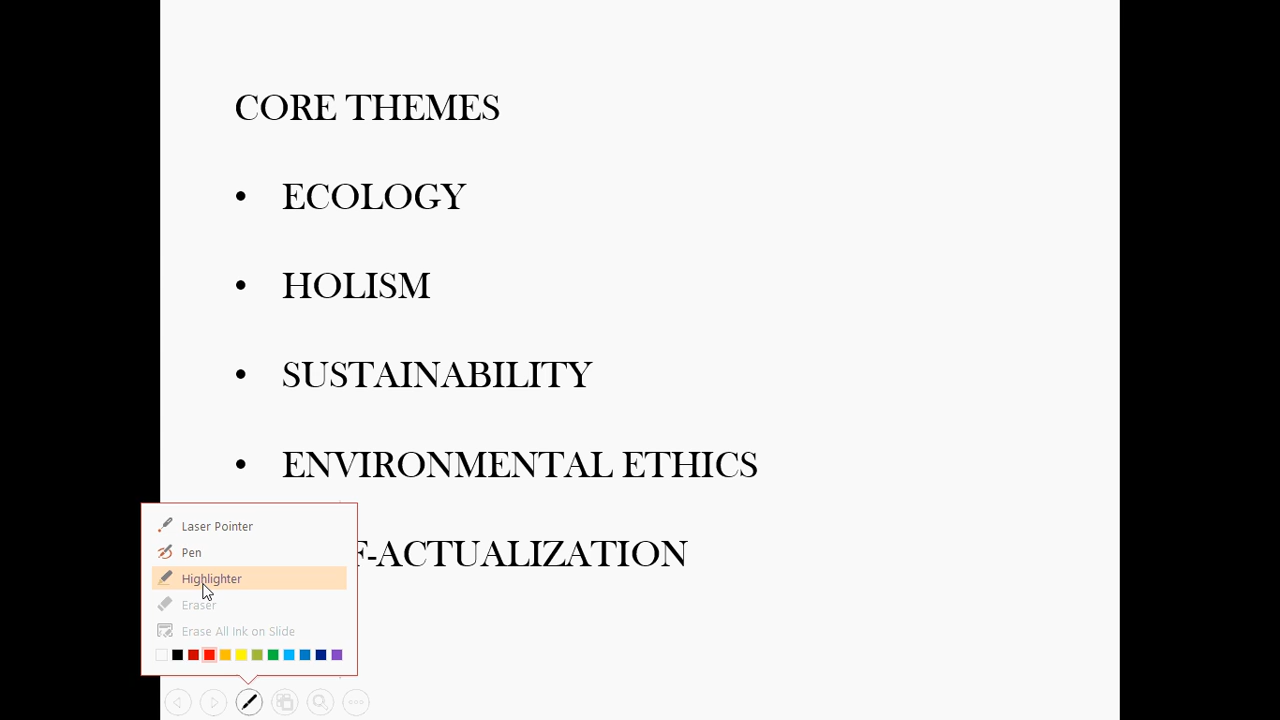 CORE THEMES
• ECOLOGY
• HOLISM
• SUSTAINABILITY
• ENVIRONMENTAL ETHICS
F-ACTUALIZATION
Laser Pointer
Pen
Highlighter
Eraser
Erase All Ink on Slide